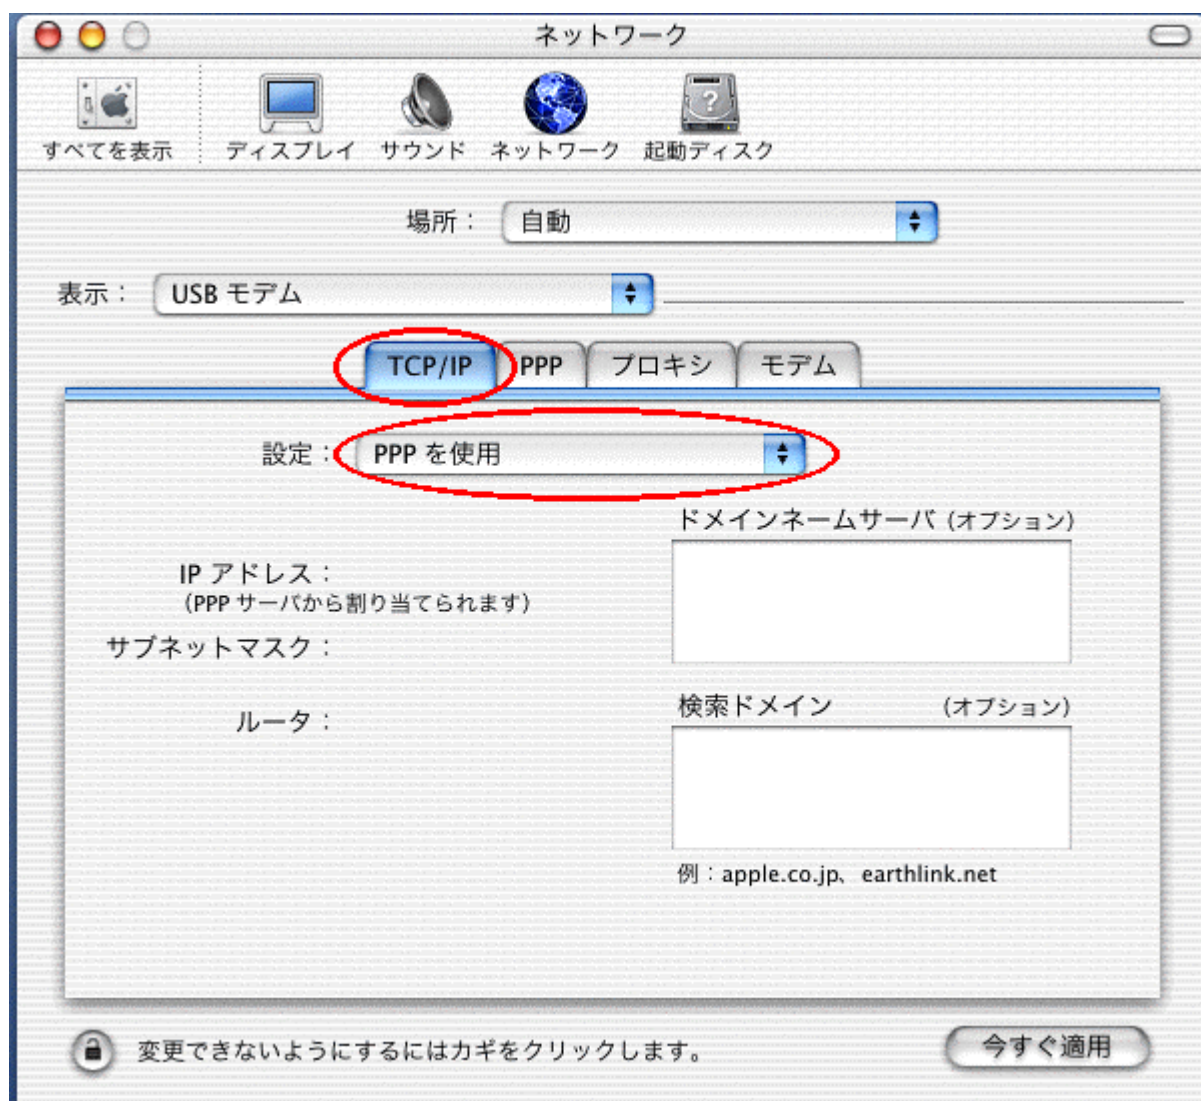 ネットワーク
すべてを表示 ディスプレイ サウンド ネットワーク 起動ディスク
場所： 自動
表示： USB モデム
TCP/IP PPP プロキシ モデム
設定： PPP を使用
ドメインネームサーバ (オプション)
IP アドレス：
(PPP サーバから割り当てられます)
サブネットマスク：
検索ドメイン (オプション)
ルータ：
例：apple.co.jp、earthlink.net
変更できないようにするにはカギをクリックします。 今すぐ適用